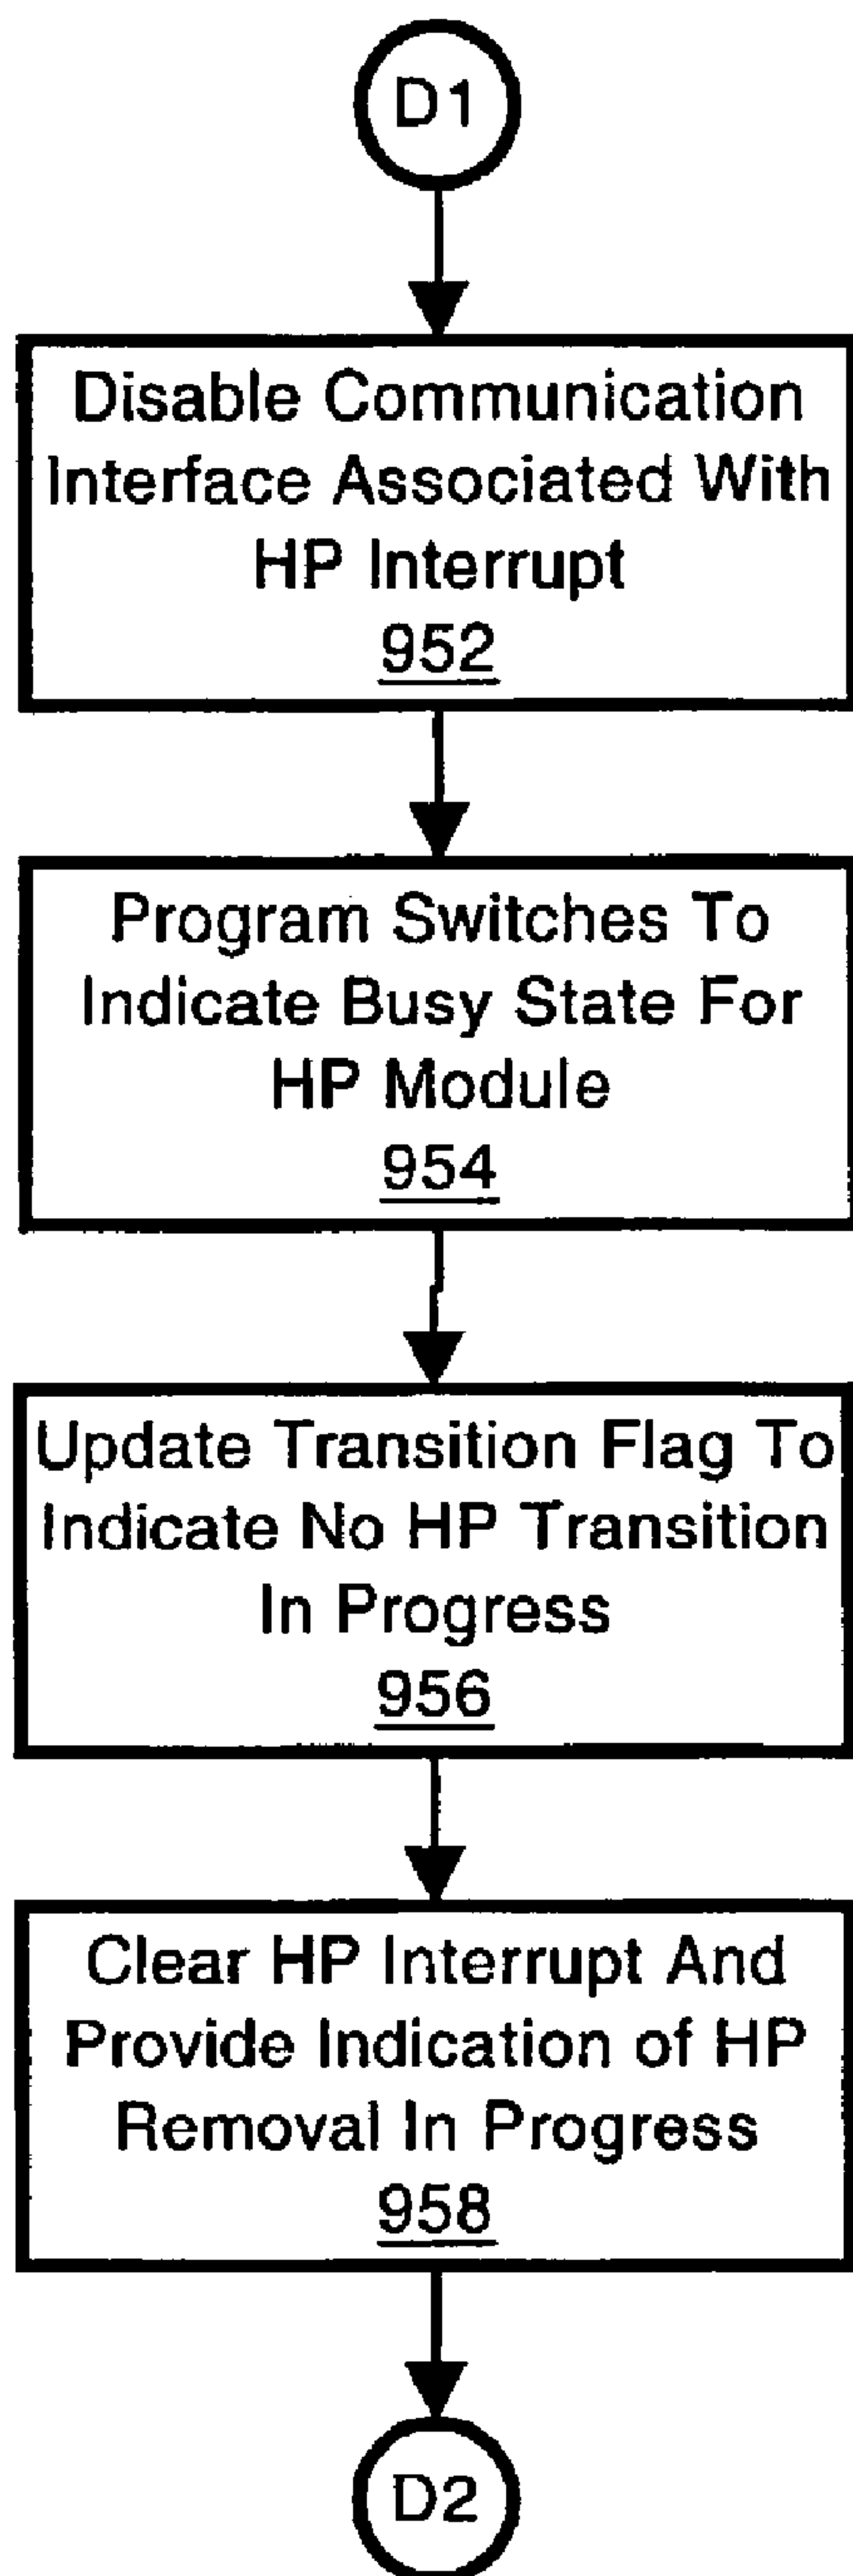 D1
Disable Communication
Interface Associated With
HP Interrupt
952
Program Switches To
Indicate Busy State For
HP Module
954
Update Transition Flag To
Indicate No HP Transition
In Progress
956
Clear HP Interrupt And
Provide Indication of HP
Removal In Progress
958
D2